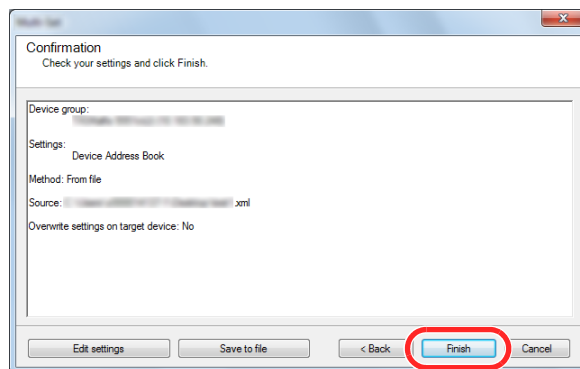 Confirmation
Check your settings and click Finish.
Device group:
Settings:
Device Address Book
Method: From file
Source: .xml
Overwrite settings on target device: No
Edit settings Save to file < Back Finish Cancel